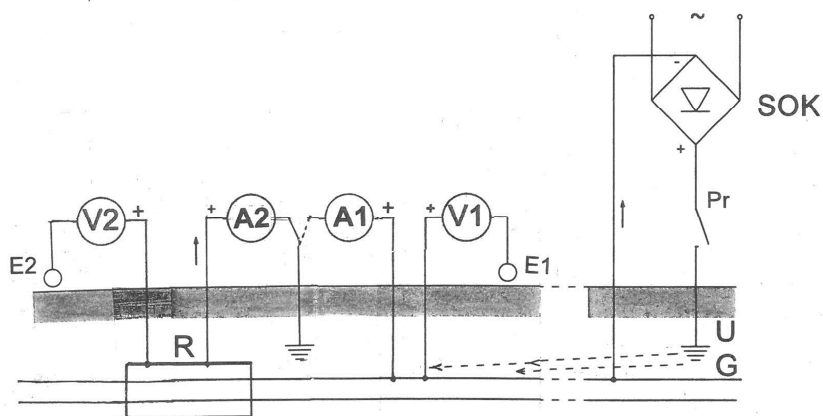 ~
-
SOK
+
Pr
V2 +
+ A2
A1 +
+ V1
E2
E1
R
U
G